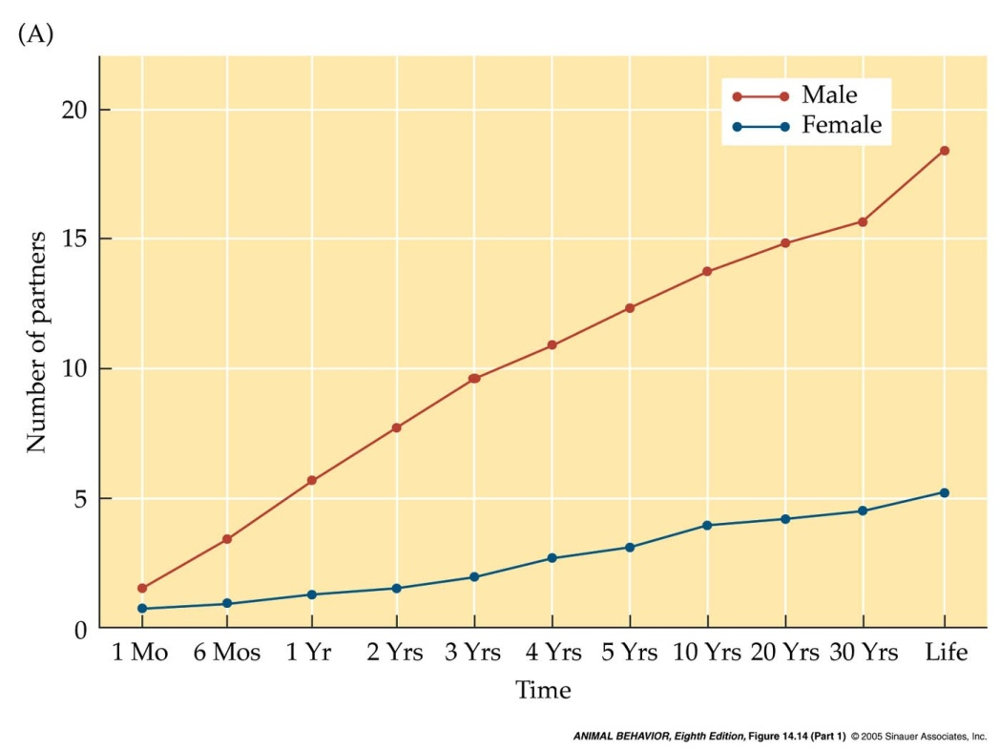 (A)
Male
Female
20
15
10
5
0
Number of partners
1 Mo 6 Mos 1 Yr 2 Yrs 3 Yrs 4 Yrs 5 Yrs 10 Yrs 20 Yrs 30 Yrs Life
Time
ANIMAL BEHAVIOR, Eighth Edition, Figure 14.14 (Part 1) © 2005 Sinauer Associates, Inc.